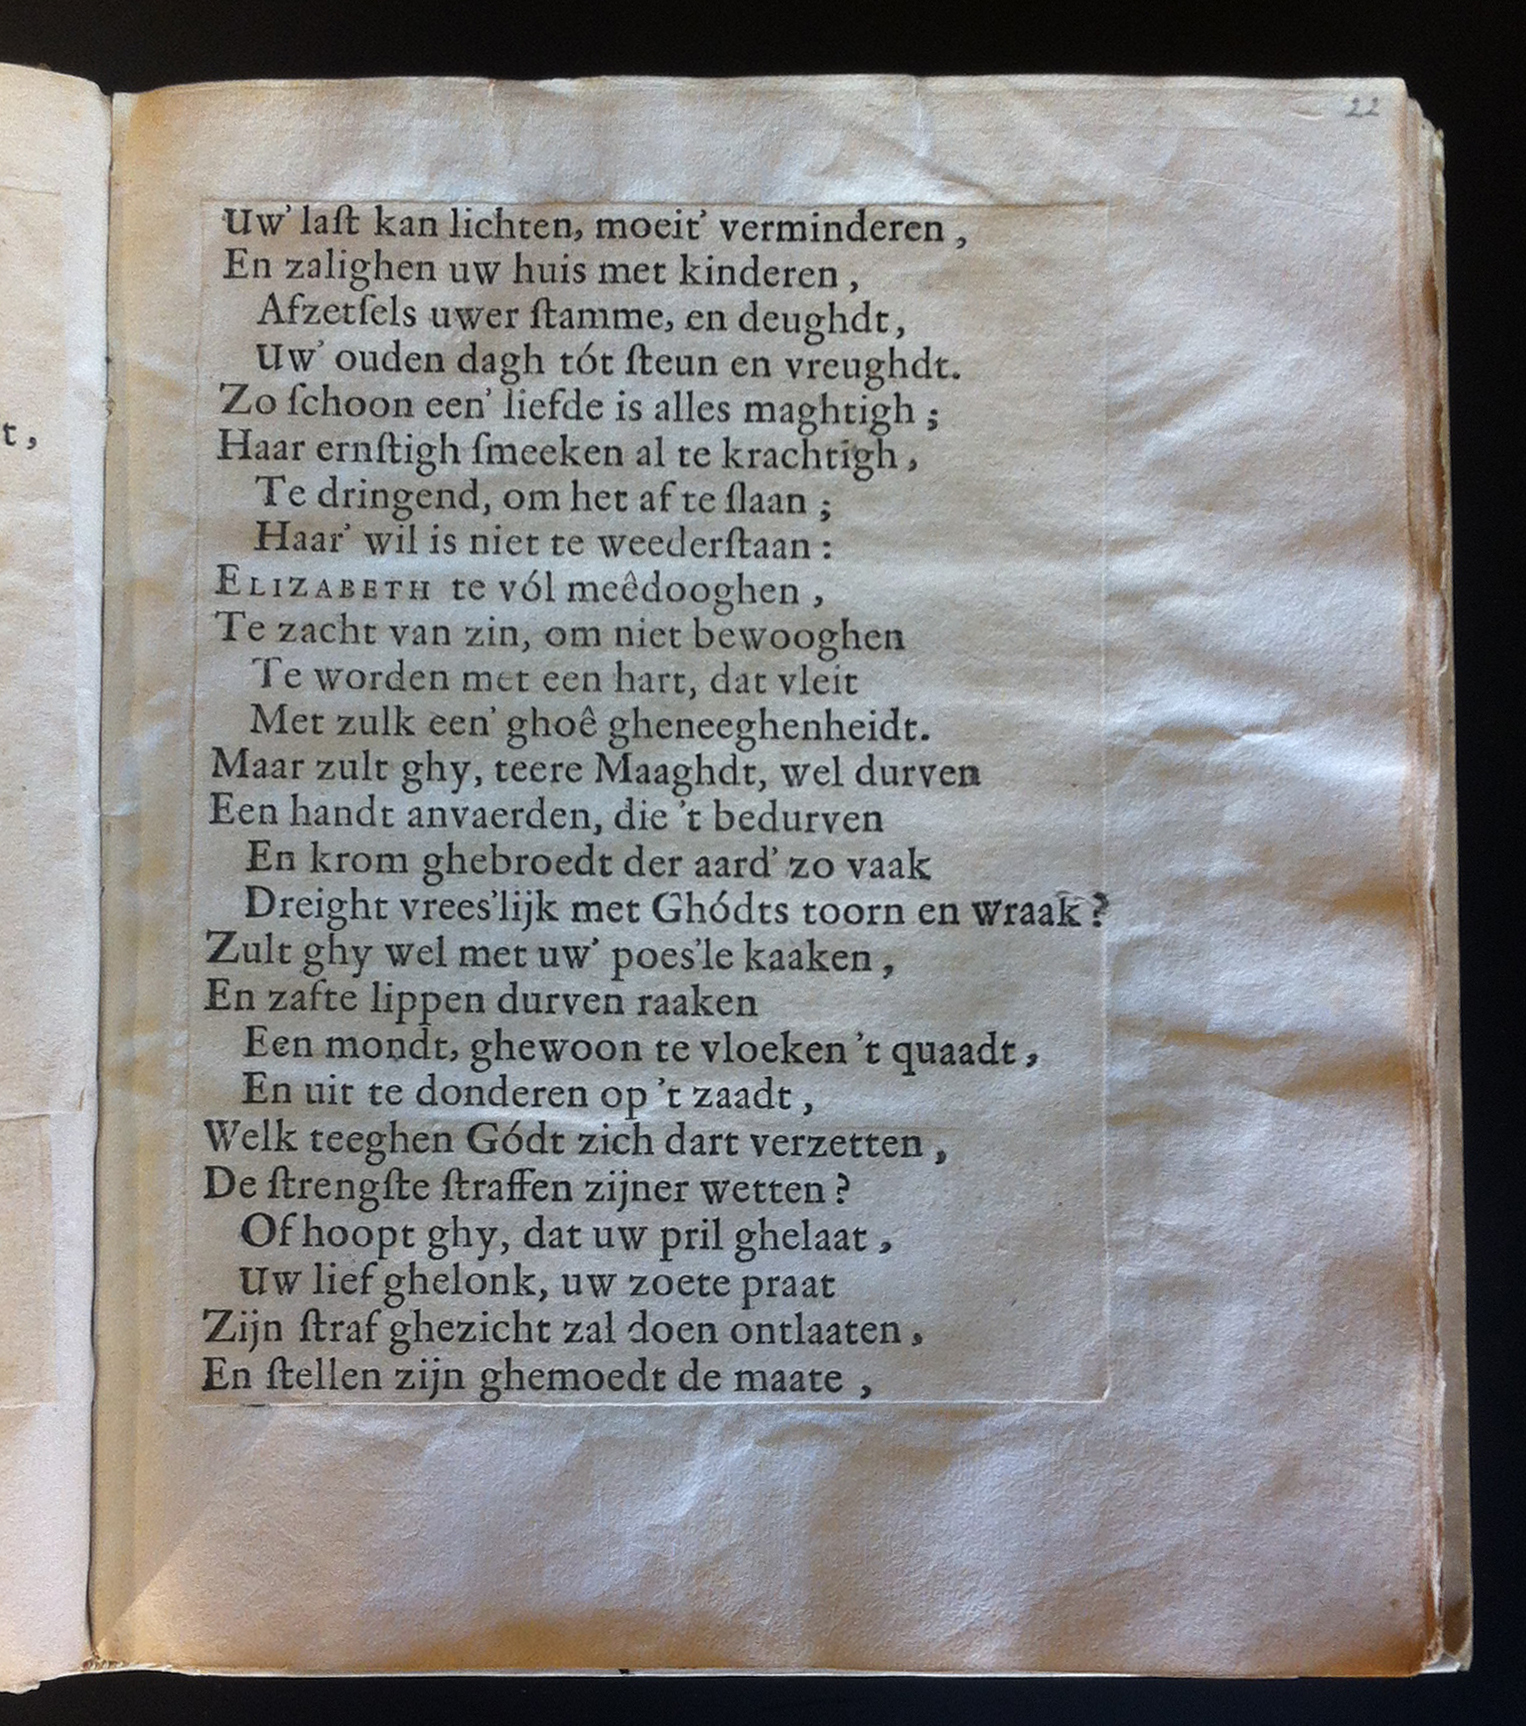 22
t,
Uw’ laſt kan lichten, moeit’ verminderen,
En zalighen uw huis met kinderen,
Afzetſels uwer ſtamme, en deughdt,
Uw’ ouden dagh tót ſteun en vreughdt.
Zo ſchoon een’ liefde is alles maghtigh;
Haar ernſtigh ſmeeken al te krachtigh,
Te dringend, om het af te ſlaan;
Haar’ wil is niet te weederſtaan:
ELIZABETH te vól meêdooghen,
Te zacht van zin, om niet bewooghen
Te worden met een hart, dat vleit
Met zulk een’ ghoê gheneeghenheidt.
Maar zult ghy, teere Maaghdt, wel durven
Een handt anvaerden, die ’t bedurven
En krom ghebroedt der aard’ zo vaak
Dreight vrees’lijk met Ghódts toorn en wraak?
Zult ghy wel met uw’ poes’le kaaken,
En zafte lippen durven raaken
Een mondt, ghewoon te vloeken ’t quaadt,
En uit te donderen op ’t zaadt,
Welk teeghen Gódt zich dart verzetten,
De ſtrengſte ſtraffen zijner wetten?
Of hoopt ghy, dat uw pril ghelaat,
Uw lief ghelonk, uw zoete praat
Zijn ſtraf ghezicht zal doen ontlaaten,
En ſtellen zijn ghemoedt de maate,